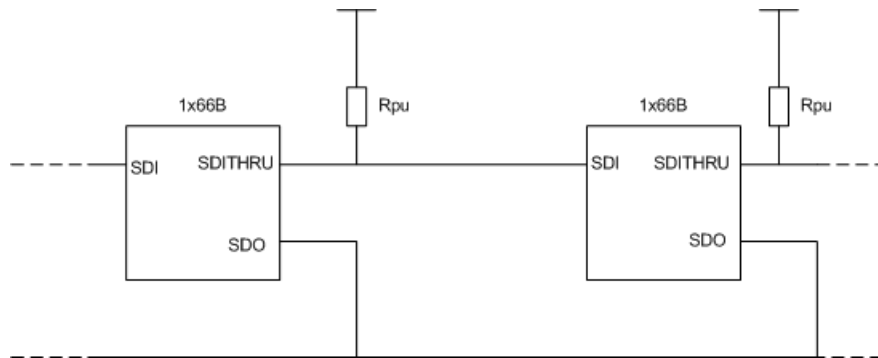 1x66B
Rpu
1x66B
Rpu
SDI
SDITHRU
SDI
SDITHRU
SDO
SDO